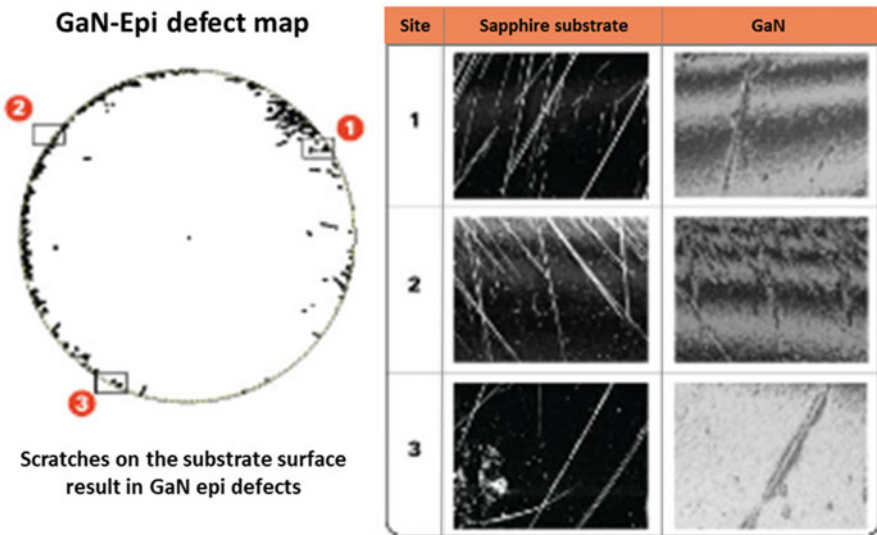 GaN-Epi defect map
2
1
3
Scratches on the substrate surface
result in GaN epi defects
Site Sapphire substrate GaN
1
2
3